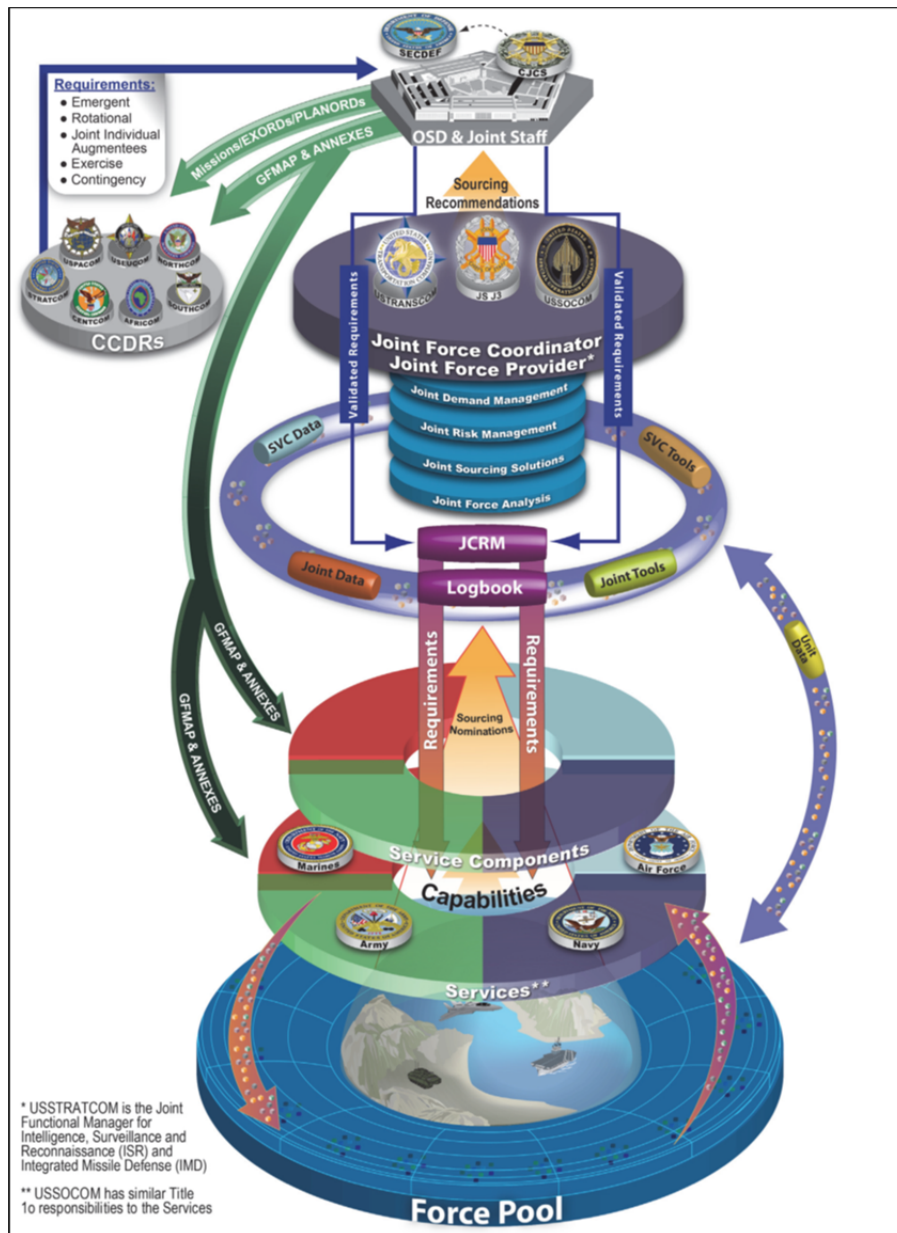 SECDEF
CJCS
OSD & Joint Staff
Requirements:
● Emergent
● Rotational
● Joint Individual
Augmentees
● Exercise
● Contingency
Missions/EXORDs/PLANORDs
GFMAP & ANNEXES
Sourcing
Recommendations
USPACOM
USEUCOM
NORTHCOM
STRATCOM
CENTCOM
AFRICOM
SOUTHCOM
CCDRs
USTRANSCOM
JS J3
USSOCOM
Validated Requirements
Validated Requirements
Joint Force Coordinator
Joint Force Provider*
Joint Demand Management
Joint Risk Management
Joint Sourcing Solutions
Joint Force Analysis
SVC Data
SVC Tools
JCRM
Joint Data
Logbook
Joint Tools
Unit Data
Requirements
Requirements
Sourcing
Nominations
GFMAP & ANNEXES
GFMAP & ANNEXES
Service Components
Marines
Air Force
Capabilities
Army
Navy
Services**
Force Pool
* USSTRATCOM is the Joint
Functional Manager for
Intelligence, Surveillance and
Reconnaissance (ISR) and
Integrated Missile Defense (IMD)
** USSOCOM has similar Title
1o responsibilities to the Services